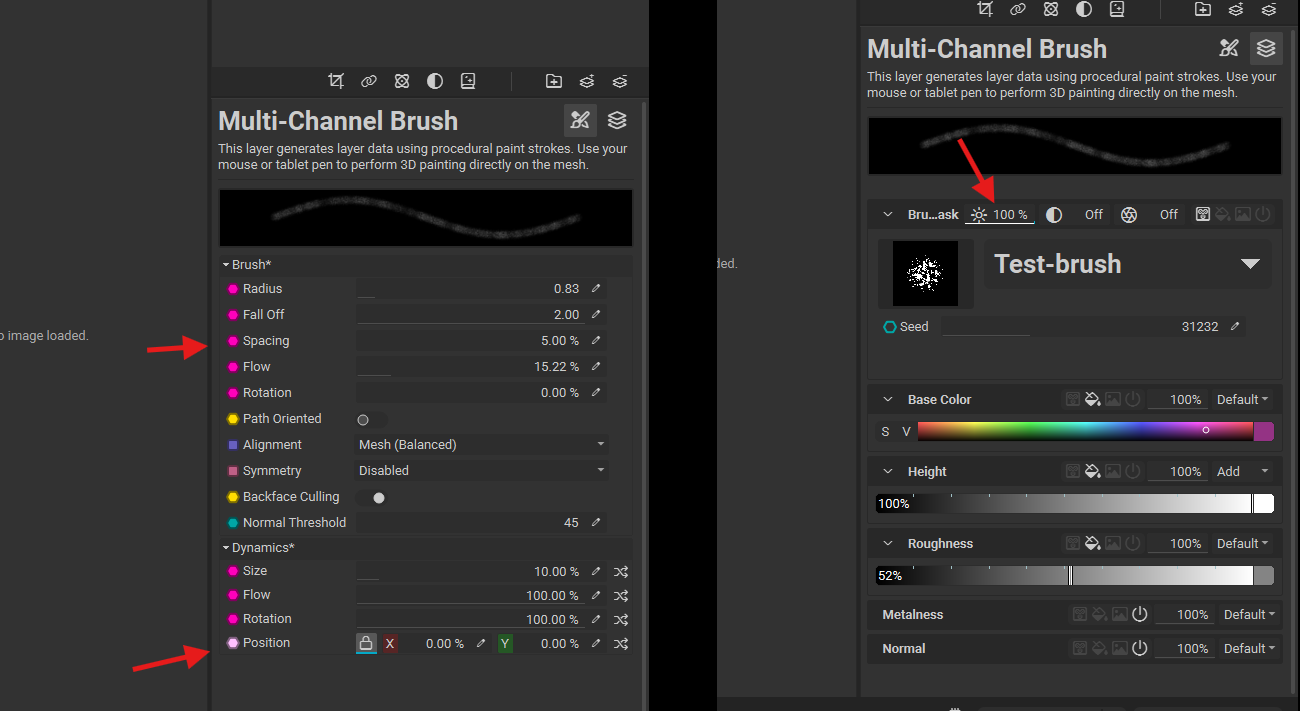 Multi-Channel Brush
This layer generates layer data using procedural paint strokes. Use your
mouse or tablet pen to perform 3D painting directly on the mesh.
Brush*
Radius 0.83
Fall Off 2.00
o image loaded.
Spacing 5.00 %
Flow 15.22 %
Rotation 0.00 %
Path Oriented
Alignment Mesh (Balanced)
Symmetry Disabled
Backface Culling
Normal Threshold 45
Dynamics*
Size 10.00 %
Flow 100.00 %
Rotation 100.00 %
Position X 0.00 % Y 0.00 %
Multi-Channel Brush
This layer generates layer data using procedural paint strokes. Use your
mouse or tablet pen to perform 3D painting directly on the mesh.
Bru...ask 100 % Off Off
ded.
Test-brush
Seed 31232
Base Color 100% Default
S V
Height 100% Add
100%
Roughness 100% Default
52%
Metalness 100% Default
Normal 100% Default